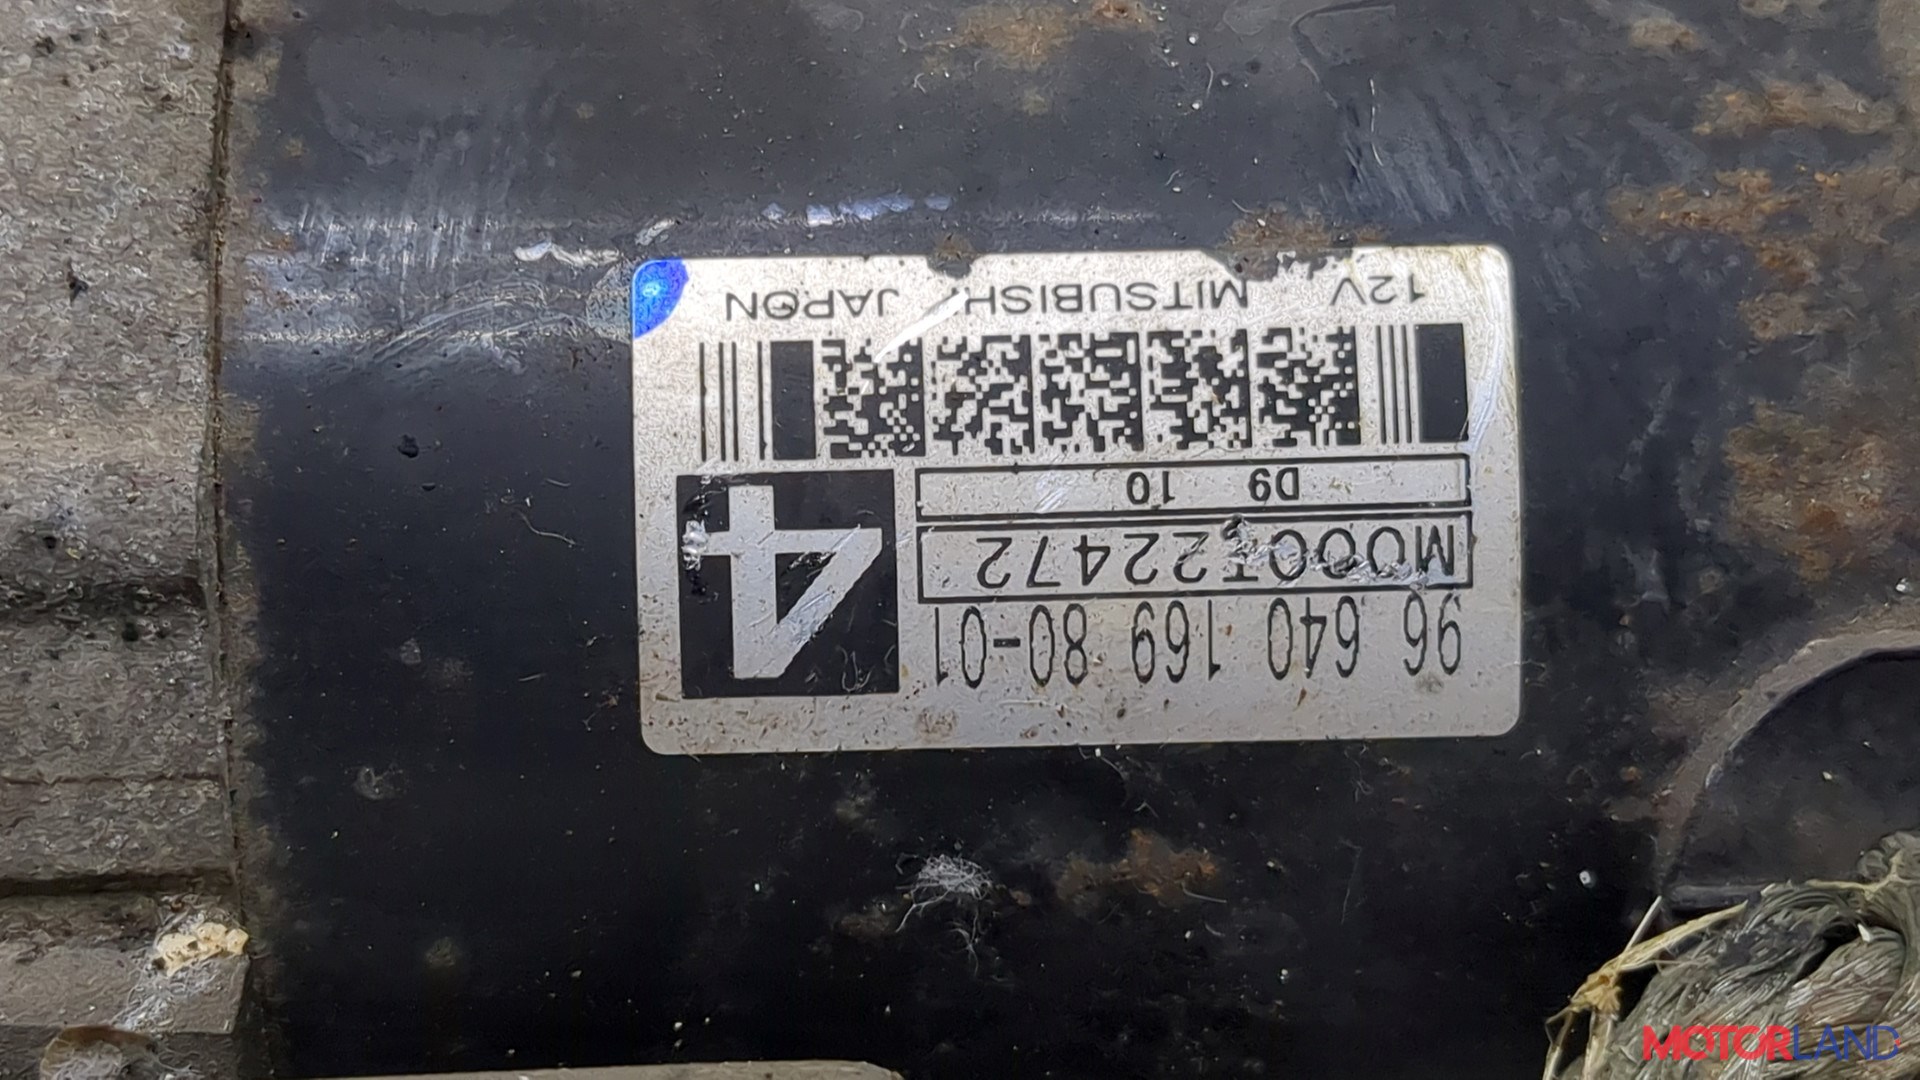 96 640 169 80-01
M000T22472
D9 10
4
12V MITSUBISHI JAPON
MOTORLAND